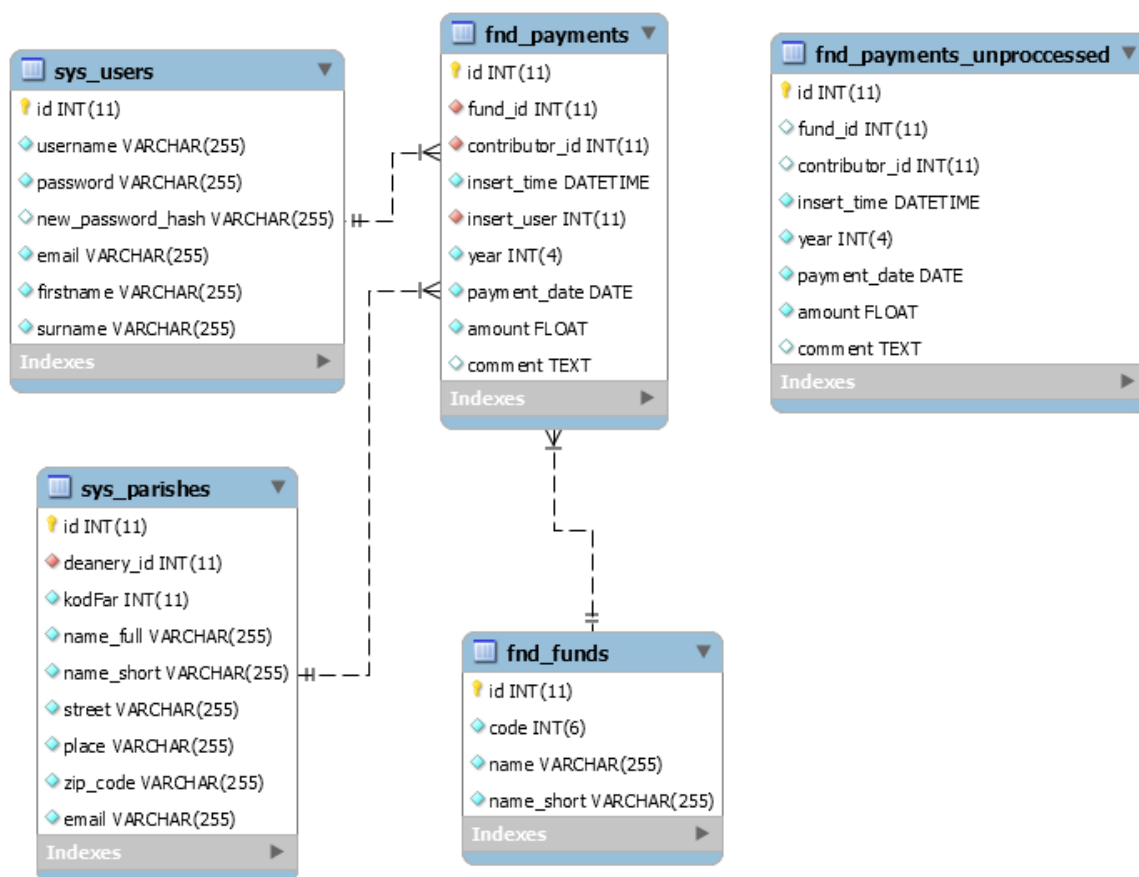 sys_users
id INT(11)
username VARCHAR(255)
password VARCHAR(255)
new_password_hash VARCHAR(255)
email VARCHAR(255)
firstname VARCHAR(255)
surname VARCHAR(255)
Indexes
fnd_payments
id INT(11)
fund_id INT(11)
contributor_id INT(11)
insert_time DATETIME
insert_user INT(11)
year INT(4)
payment_date DATE
amount FLOAT
comment TEXT
Indexes
fnd_payments_unproccessed
id INT(11)
fund_id INT(11)
contributor_id INT(11)
insert_time DATETIME
year INT(4)
payment_date DATE
amount FLOAT
comment TEXT
Indexes
sys_parishes
id INT(11)
deanery_id INT(11)
kodFar INT(11)
name_full VARCHAR(255)
name_short VARCHAR(255)
street VARCHAR(255)
place VARCHAR(255)
zip_code VARCHAR(255)
email VARCHAR(255)
Indexes
fnd_funds
id INT(11)
code INT(6)
name VARCHAR(255)
name_short VARCHAR(255)
Indexes